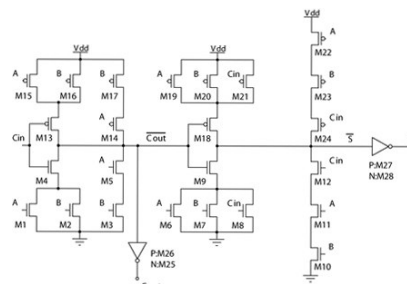 Vdd Vdd A M22
A M15 B M16 B M17 A M19 B M20 Cin M21 B M23
Cin M13 A M14 Cout M18 Cin M24 S
M4 A M5 M9 Cin M12 P:M27 N:M28
A M1 B M2 B M3 A M6 B M7 Cin M8 A M11
P:M26 N:M25 B M10